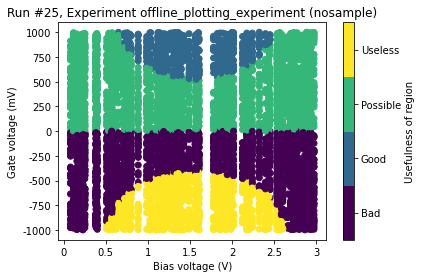 Run #25, Experiment offline_plotting_experiment (nosample)
1000
750
500
250
0
-250
-500
-750
-1000
Gate voltage (mV)
0
0.5
1
1.5
2
2.5
3
Bias voltage (V)
Useless
Possible
Good
Bad
Usefulness of region